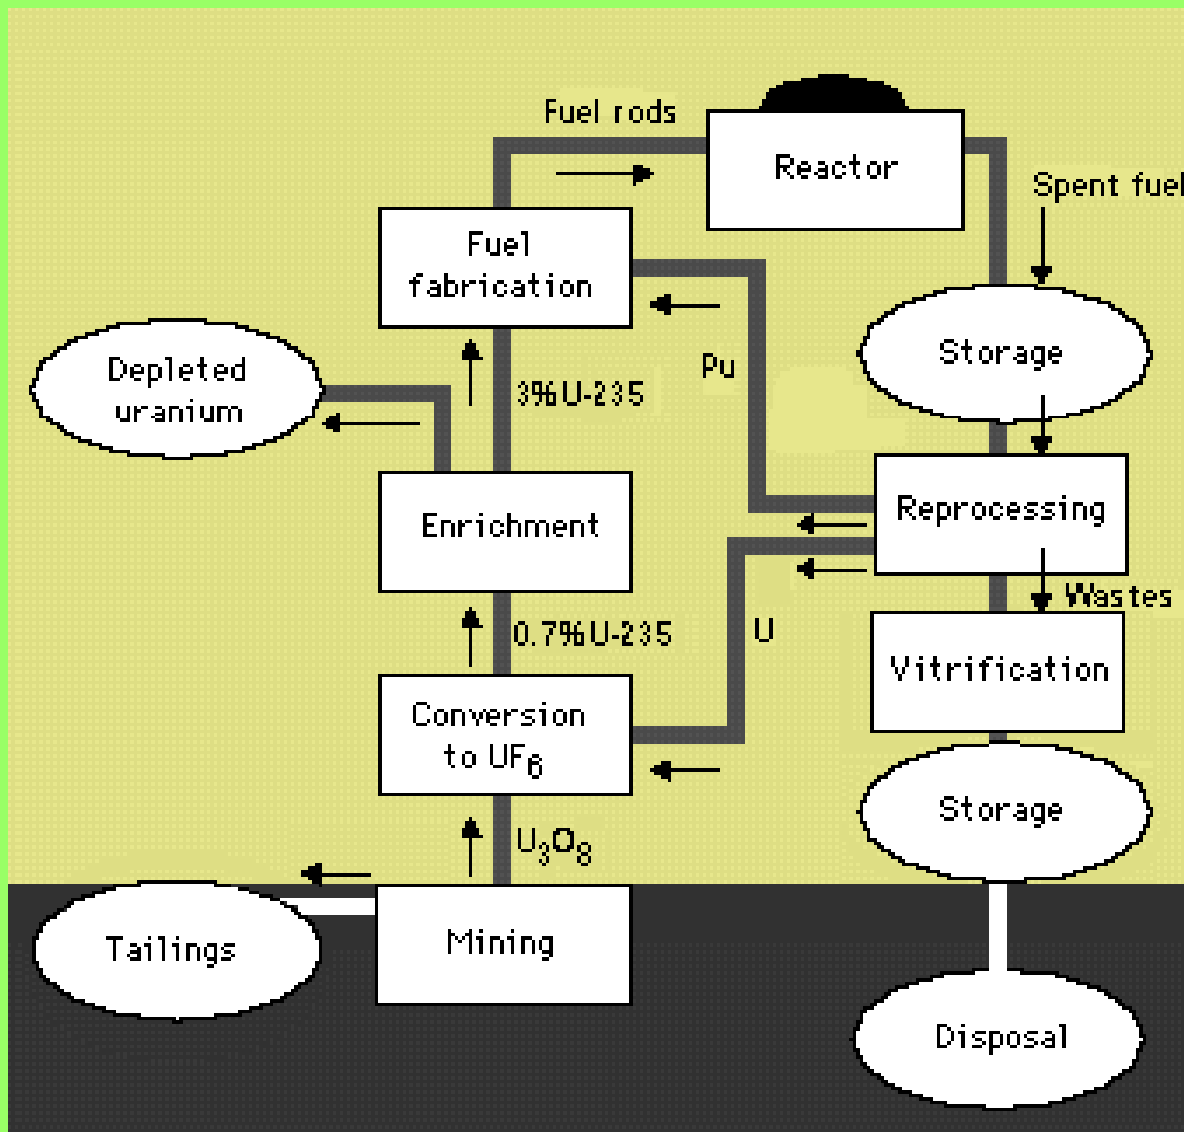 Fuel rods
Reactor
Spent fuel
Fuel
fabrication
Storage
Pu
Depleted
uranium
3%U-235
Reprocessing
Enrichment
Wastes
0.7%U-235
U
Vitrification
Conversion
to UF₆
Storage
U₃O₈
Mining
Tailings
Disposal